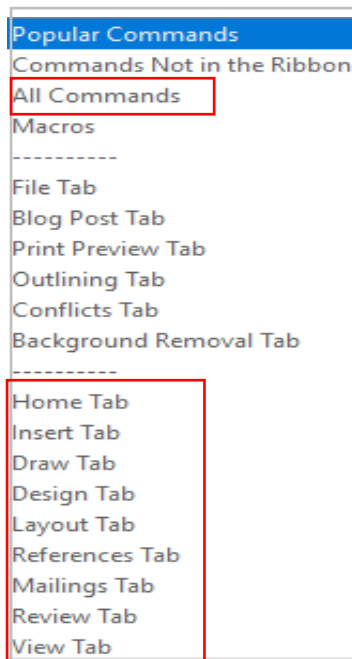 Popular Commands
Commands Not in the Ribbon
All Commands
Macros
----------
File Tab
Blog Post Tab
Print Preview Tab
Outlining Tab
Conflicts Tab
Background Removal Tab
----------
Home Tab
Insert Tab
Draw Tab
Design Tab
Layout Tab
References Tab
Mailings Tab
Review Tab
View Tab